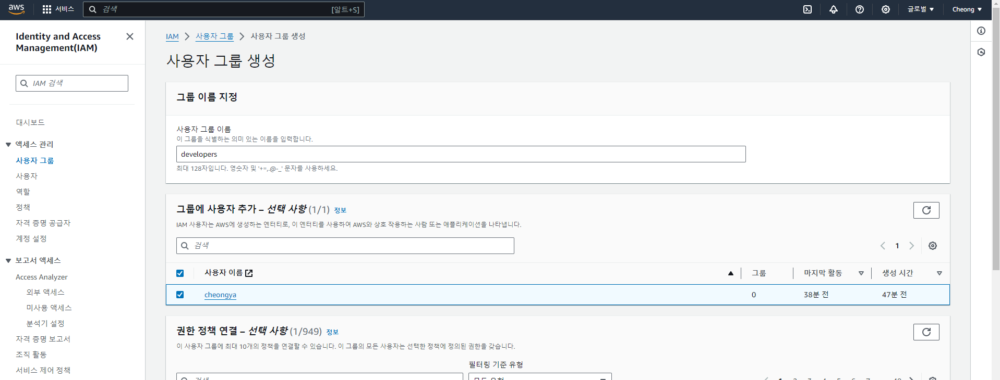 aws 서비스 검색 [알트+S] 글로벌 ▼ Cheong ▼
Identity and Access
Management(IAM)
IAM 검색
대시보드
▼ 액세스 관리
사용자 그룹
사용자
역할
정책
자격 증명 공급자
계정 설정
▼ 보고서 액세스
Access Analyzer
외부 액세스
미사용 액세스
분석기 설정
자격 증명 보고서
조직 활동
서비스 제어 정책
IAM > 사용자 그룹 > 사용자 그룹 생성
사용자 그룹 생성
그룹 이름 지정
사용자 그룹 이름
이 그룹을 식별하는 의미 있는 이름을 입력합니다.
developers
최대 128자입니다. 영숫자 및 '+=,.@-_' 문자를 사용하세요.
그룹에 사용자 추가 – 선택 사항 (1/1) 정보
IAM 사용자는 AWS에 생성하는 엔터티로, 이 엔터티를 사용하여 AWS와 상호 작용하는 사람 또는 애플리케이션을 나타냅니다.
검색
1
사용자 이름 그룹 마지막 활동 생성 시간
cheongya 0 38분 전 47분 전
권한 정책 연결 – 선택 사항 (1/949) 정보
이 사용자 그룹에 최대 10개의 정책을 연결할 수 있습니다. 이 그룹의 모든 사용자는 선택한 정책에 정의된 권한을 갖습니다.
필터링 기준 유형